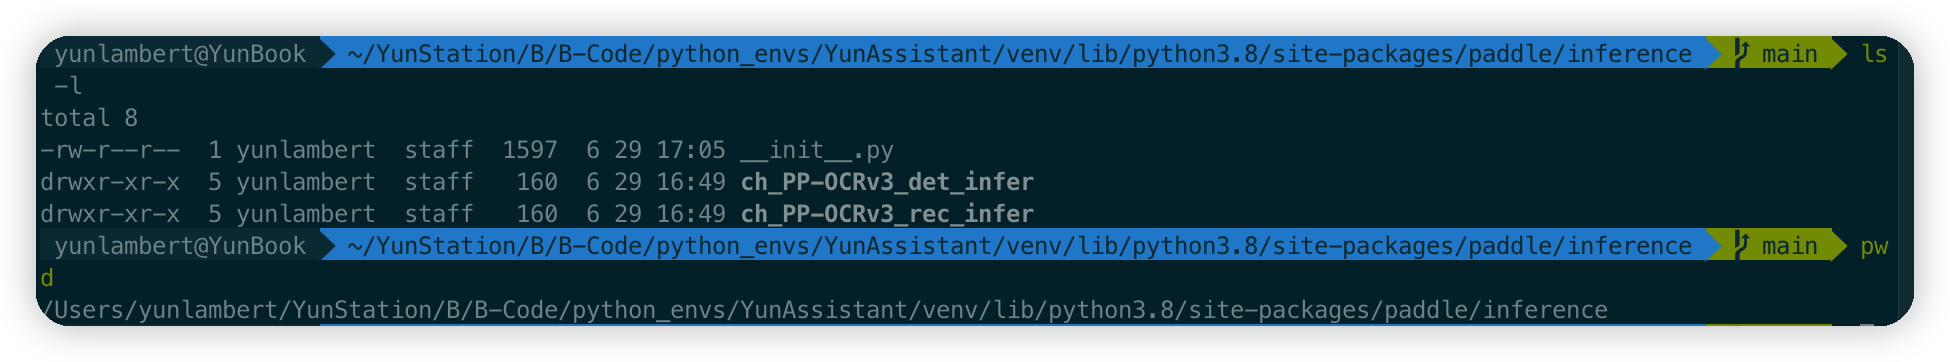 yunlambert@YunBook ~/YunStation/B/B-Code/python_envs/YunAssistant/venv/lib/python3.8/site-packages/paddle/inference main ls
-l
total 8
-rw-r--r-- 1 yunlambert staff 1597 6 29 17:05 __init__.py
drwxr-xr-x 5 yunlambert staff 160 6 29 16:49 ch_PP-OCRv3_det_infer
drwxr-xr-x 5 yunlambert staff 160 6 29 16:49 ch_PP-OCRv3_rec_infer
yunlambert@YunBook ~/YunStation/B/B-Code/python_envs/YunAssistant/venv/lib/python3.8/site-packages/paddle/inference main pw
d
/Users/yunlambert/YunStation/B/B-Code/python_envs/YunAssistant/venv/lib/python3.8/site-packages/paddle/inference